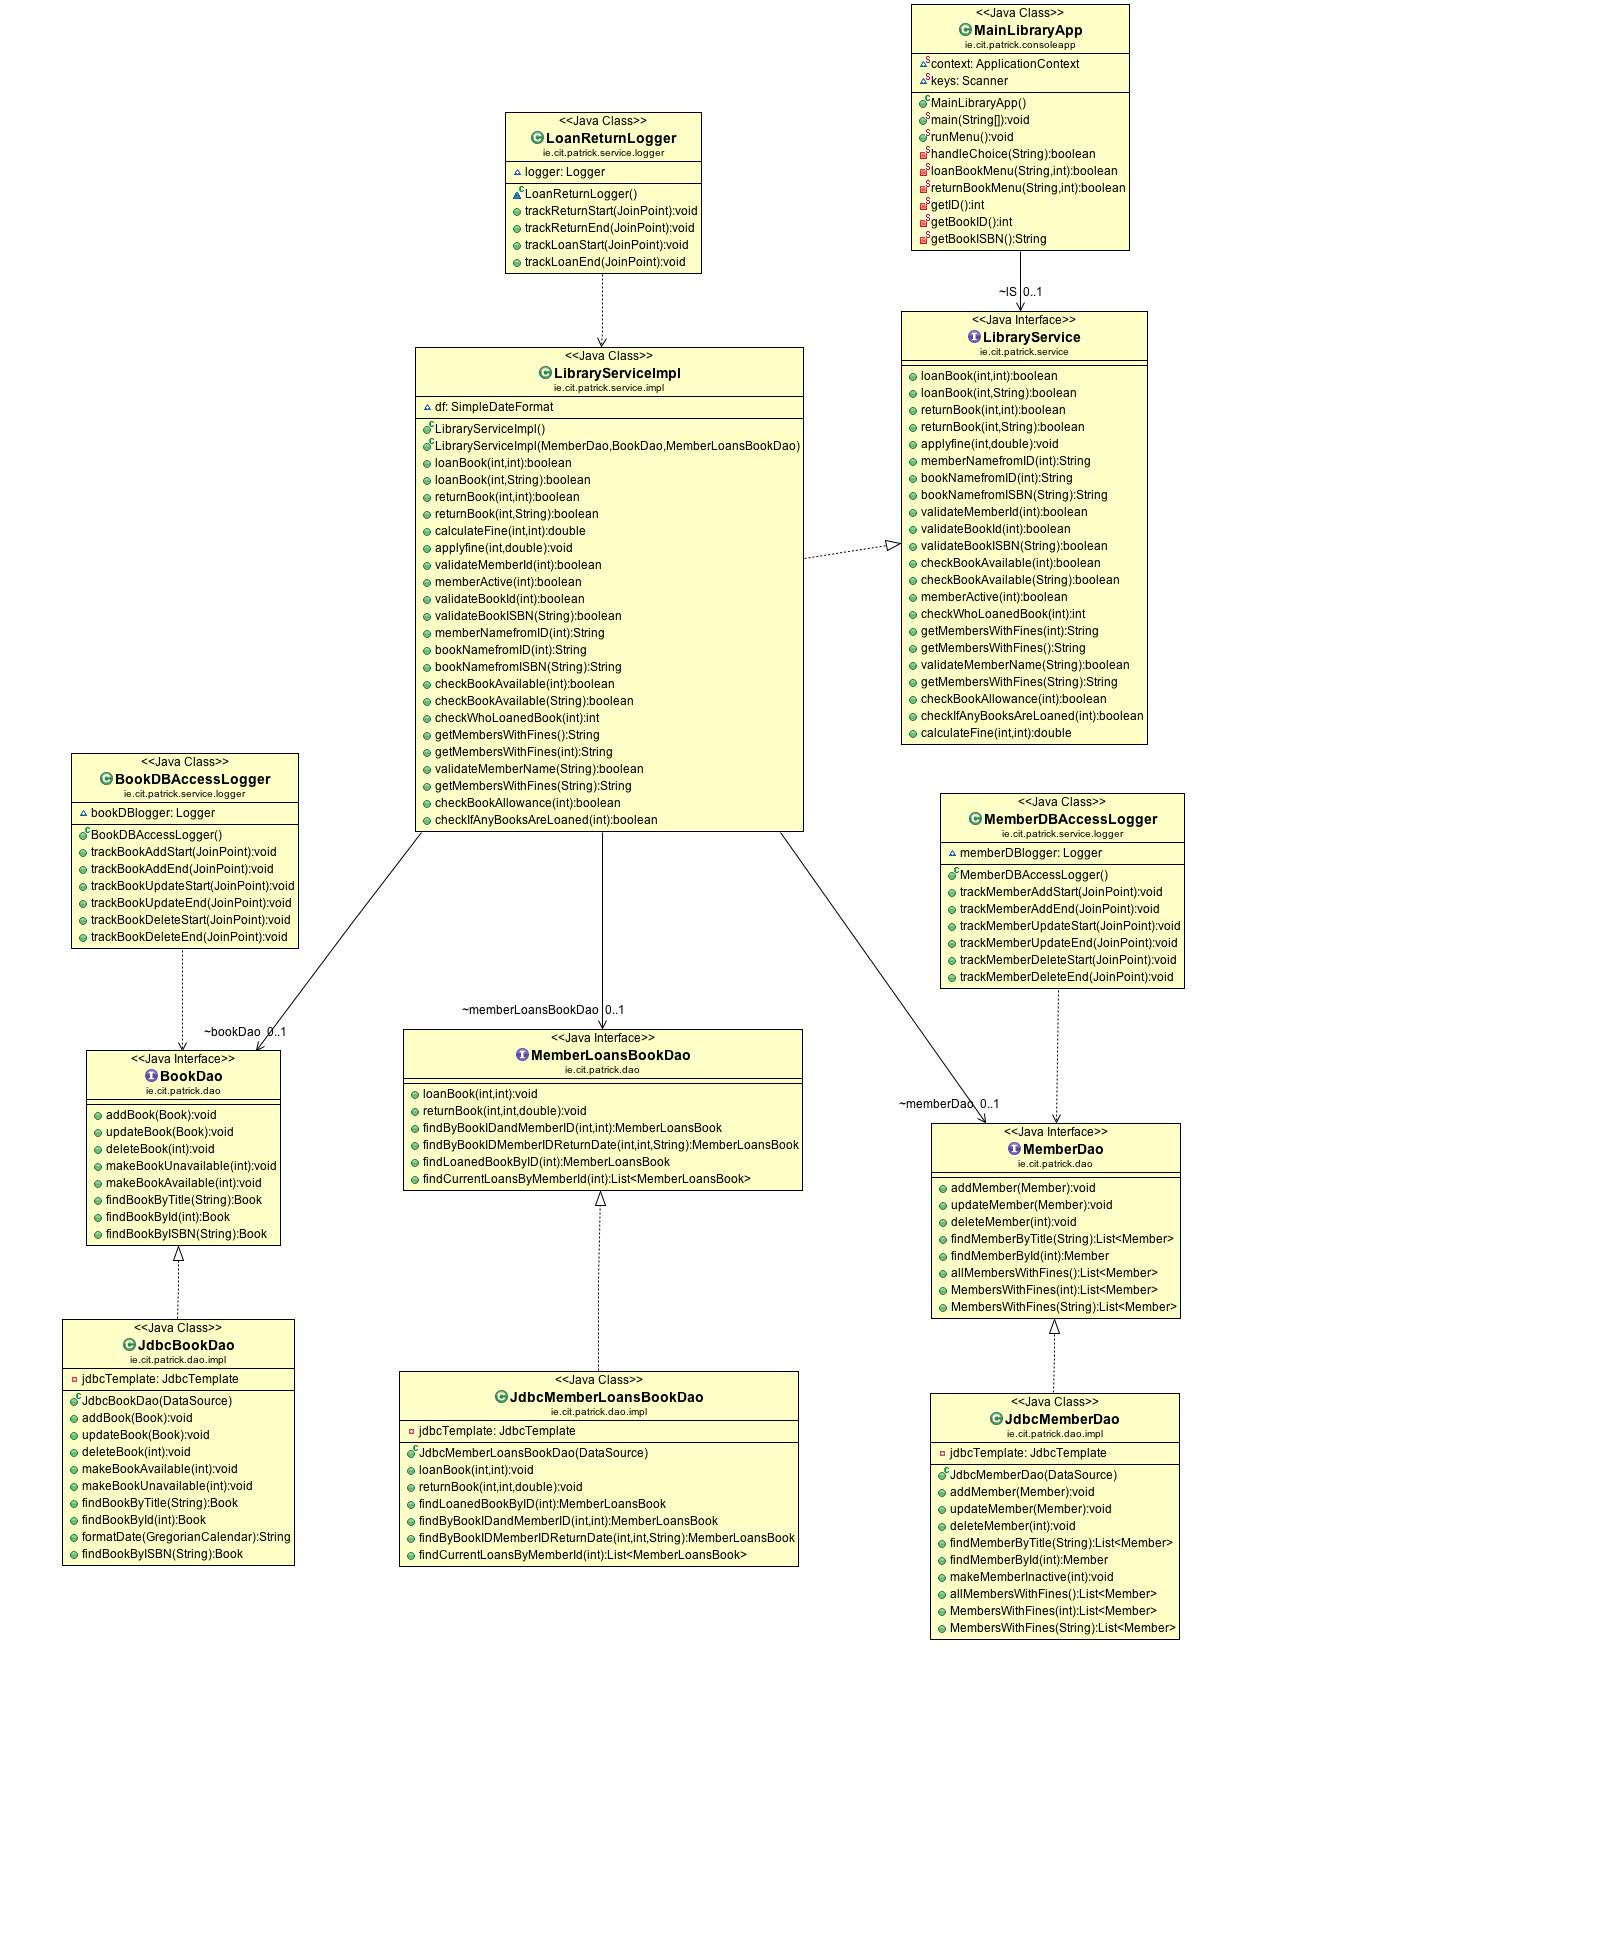 <<Java Class>>
MainLibraryApp
ie.cit.patrick.consoleapp
context: ApplicationContext
keys: Scanner
MainLibraryApp()
main(String[]):void
runMenu():void
handleChoice(String):boolean
loanBookMenu(String,int):boolean
returnBookMenu(String,int):boolean
getID():int
getBookID():int
getBookISBN():String
<<Java Class>>
LoanReturnLogger
ie.cit.patrick.service.logger
logger: Logger
LoanReturnLogger()
trackReturnStart(JoinPoint):void
trackReturnEnd(JoinPoint):void
trackLoanStart(JoinPoint):void
trackLoanEnd(JoinPoint):void
~lS 0..1
<<Java Interface>>
LibraryService
ie.cit.patrick.service
loanBook(int,int):boolean
loanBook(int,String):boolean
returnBook(int,int):boolean
returnBook(int,String):boolean
applyfine(int,double):void
memberNamefromID(int):String
bookNamefromID(int):String
bookNamefromISBN(String):String
validateMemberId(int):boolean
validateBookId(int):boolean
validateBookISBN(String):boolean
checkBookAvailable(int):boolean
checkBookAvailable(String):boolean
memberActive(int):boolean
checkWhoLoanedBook(int):int
getMembersWithFines(int):String
getMembersWithFines():String
validateMemberName(String):boolean
getMembersWithFines(String):String
checkBookAllowance(int):boolean
checkIfAnyBooksAreLoaned(int):boolean
calculateFine(int,int):double
<<Java Class>>
LibraryServiceImpl
ie.cit.patrick.service.impl
df: SimpleDateFormat
LibraryServiceImpl()
LibraryServiceImpl(MemberDao,BookDao,MemberLoansBookDao)
loanBook(int,int):boolean
loanBook(int,String):boolean
returnBook(int,int):boolean
returnBook(int,String):boolean
calculateFine(int,int):double
applyfine(int,double):void
validateMemberId(int):boolean
memberActive(int):boolean
validateBookId(int):boolean
validateBookISBN(String):boolean
memberNamefromID(int):String
bookNamefromID(int):String
bookNamefromISBN(String):String
checkBookAvailable(int):boolean
checkBookAvailable(String):boolean
checkWhoLoanedBook(int):int
getMembersWithFines():String
getMembersWithFines(int):String
validateMemberName(String):boolean
getMembersWithFines(String):String
checkBookAllowance(int):boolean
checkIfAnyBooksAreLoaned(int):boolean
<<Java Class>>
BookDBAccessLogger
ie.cit.patrick.service.logger
bookDBlogger: Logger
BookDBAccessLogger()
trackBookAddStart(JoinPoint):void
trackBookAddEnd(JoinPoint):void
trackBookUpdateStart(JoinPoint):void
trackBookUpdateEnd(JoinPoint):void
trackBookDeleteStart(JoinPoint):void
trackBookDeleteEnd(JoinPoint):void
<<Java Class>>
MemberDBAccessLogger
ie.cit.patrick.service.logger
memberDBlogger: Logger
MemberDBAccessLogger()
trackMemberAddStart(JoinPoint):void
trackMemberAddEnd(JoinPoint):void
trackMemberUpdateStart(JoinPoint):void
trackMemberUpdateEnd(JoinPoint):void
trackMemberDeleteStart(JoinPoint):void
trackMemberDeleteEnd(JoinPoint):void
~bookDao 0..1
~memberLoansBookDao 0..1
~memberDao 0..1
<<Java Interface>>
BookDao
ie.cit.patrick.dao
addBook(Book):void
updateBook(Book):void
deleteBook(int):void
makeBookUnavailable(int):void
makeBookAvailable(int):void
findBookByTitle(String):Book
findBookById(int):Book
findBookByISBN(String):Book
<<Java Interface>>
MemberLoansBookDao
ie.cit.patrick.dao
loanBook(int,int):void
returnBook(int,int,double):void
findByBookIDandMemberID(int,int):MemberLoansBook
findByBookIDMemberIDReturnDate(int,int,String):MemberLoansBook
findLoanedBookByID(int):MemberLoansBook
findCurrentLoansByMemberId(int):List<MemberLoansBook>
<<Java Interface>>
MemberDao
ie.cit.patrick.dao
addMember(Member):void
updateMember(Member):void
deleteMember(int):void
findMemberByTitle(String):List<Member>
findMemberById(int):Member
allMembersWithFines():List<Member>
MembersWithFines(int):List<Member>
MembersWithFines(String):List<Member>
<<Java Class>>
JdbcBookDao
ie.cit.patrick.dao.impl
jdbcTemplate: JdbcTemplate
JdbcBookDao(DataSource)
addBook(Book):void
updateBook(Book):void
deleteBook(int):void
makeBookAvailable(int):void
makeBookUnavailable(int):void
findBookByTitle(String):Book
findBookById(int):Book
formatDate(GregorianCalendar):String
findBookByISBN(String):Book
<<Java Class>>
JdbcMemberLoansBookDao
ie.cit.patrick.dao.impl
jdbcTemplate: JdbcTemplate
JdbcMemberLoansBookDao(DataSource)
loanBook(int,int):void
returnBook(int,int,double):void
findLoanedBookByID(int):MemberLoansBook
findByBookIDandMemberID(int,int):MemberLoansBook
findByBookIDMemberIDReturnDate(int,int,String):MemberLoansBook
findCurrentLoansByMemberId(int):List<MemberLoansBook>
<<Java Class>>
JdbcMemberDao
ie.cit.patrick.dao.impl
jdbcTemplate: JdbcTemplate
JdbcMemberDao(DataSource)
addMember(Member):void
updateMember(Member):void
deleteMember(int):void
findMemberByTitle(String):List<Member>
findMemberById(int):Member
makeMemberInactive(int):void
allMembersWithFines():List<Member>
MembersWithFines(int):List<Member>
MembersWithFines(String):List<Member>